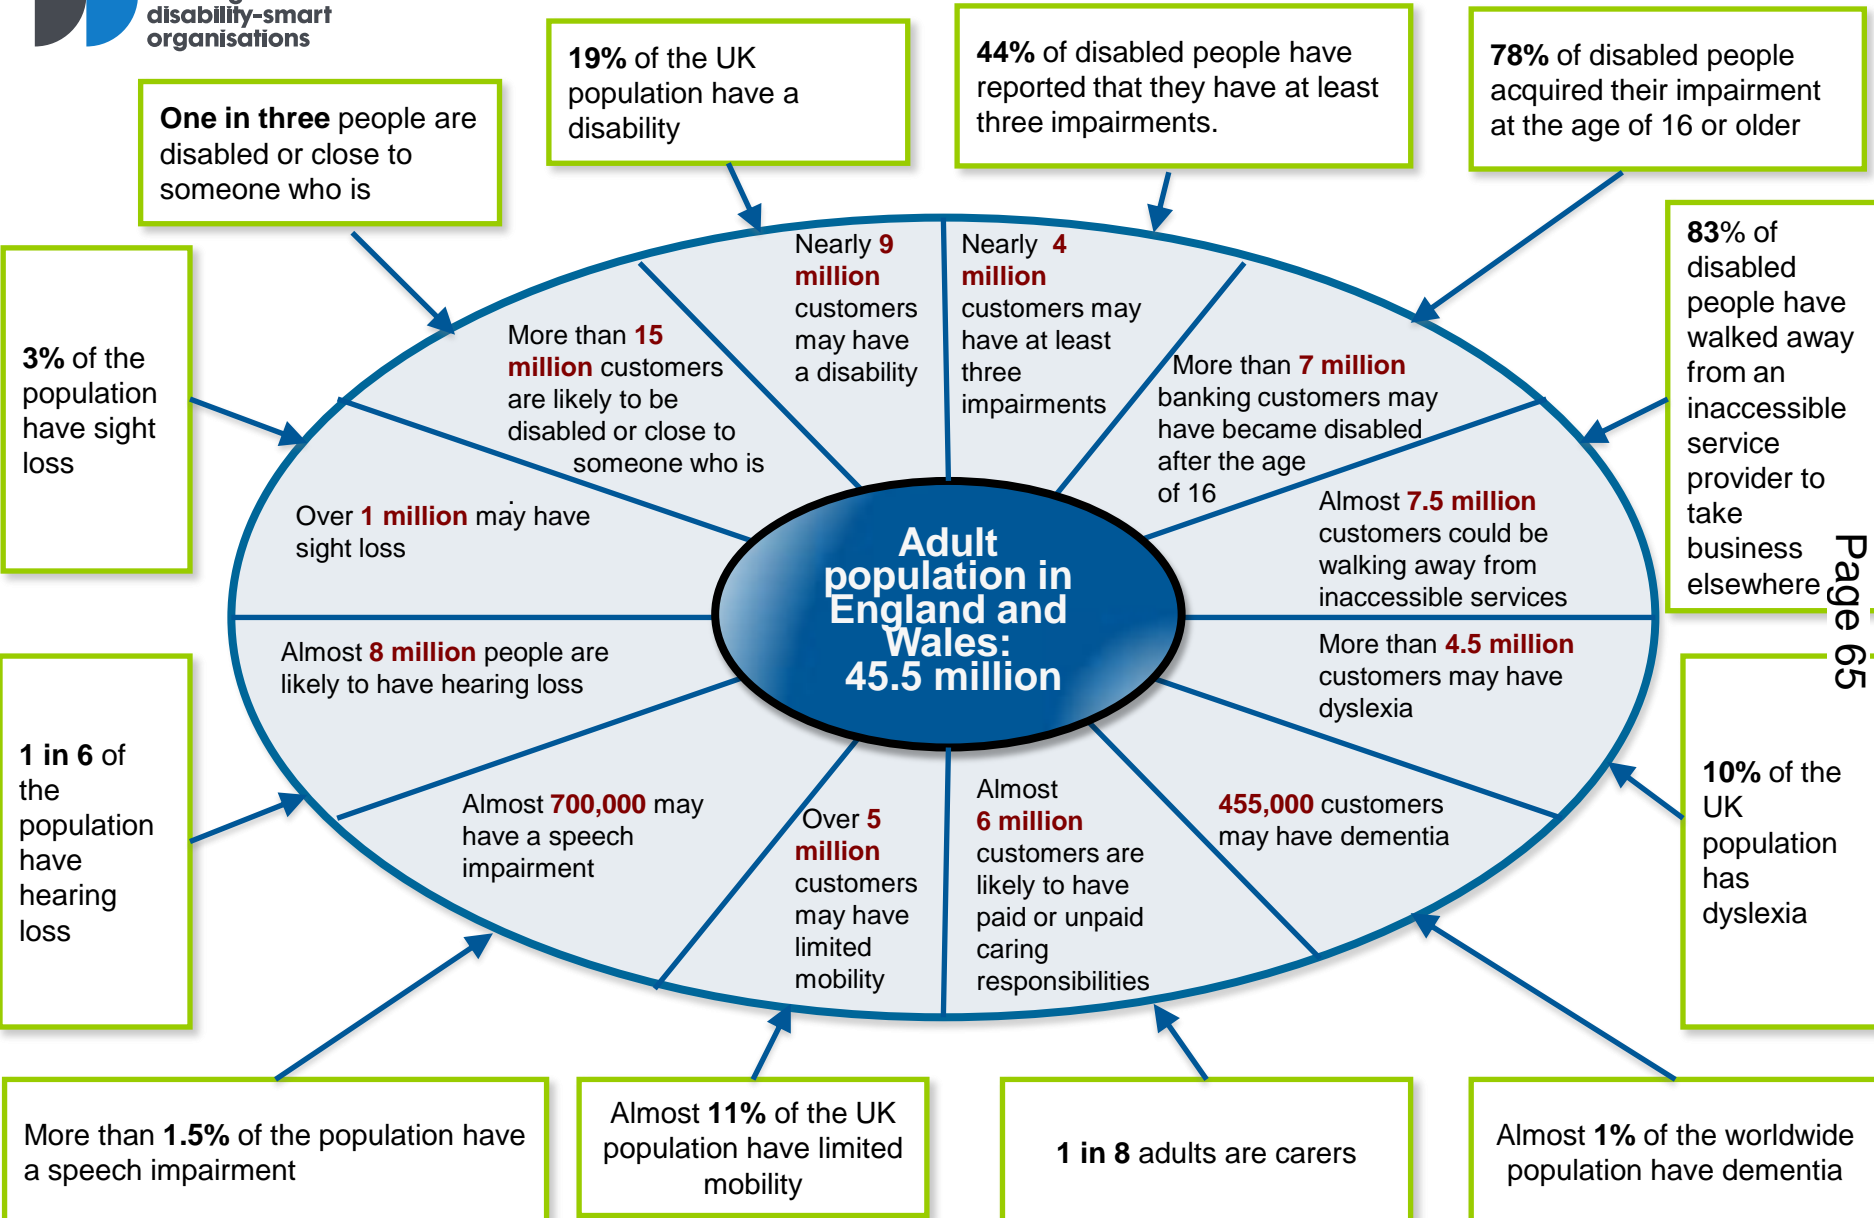 disability-smart
organisations
19% of the UK
population have a
disability
44% of disabled people have
reported that they have at least
three impairments.
78% of disabled people
acquired their impairment
at the age of 16 or older
One in three people are
disabled or close to
someone who is
83% of
disabled
people have
walked away
from an
inaccessible
service
provider to
take
business
elsewhere
3% of the
population
have sight
loss
Nearly 9
million
customers
may have
a disability
Nearly 4
million
customers may
have at least
three
impairments
More than 15
million customers
are likely to be
disabled or close to
someone who is
More than 7 million
banking customers may
have became disabled
after the age
of 16
Over 1 million may have
sight loss
Almost 7.5 million
customers could be
walking away from
inaccessible services
Adult
population in
England and
Wales:
45.5 million
Page 65
Almost 8 million people are
likely to have hearing loss
More than 4.5 million
customers may have
dyslexia
1 in 6 of
the
population
have
hearing
loss
Almost 700,000 may
have a speech
impairment
Over 5
million
customers
may have
limited
mobility
Almost
6 million
customers are
likely to have
paid or unpaid
caring
responsibilities
455,000 customers
may have dementia
10% of the
UK
population
has
dyslexia
More than 1.5% of the population have
a speech impairment
Almost 11% of the UK
population have limited
mobility
1 in 8 adults are carers
Almost 1% of the worldwide
population have dementia